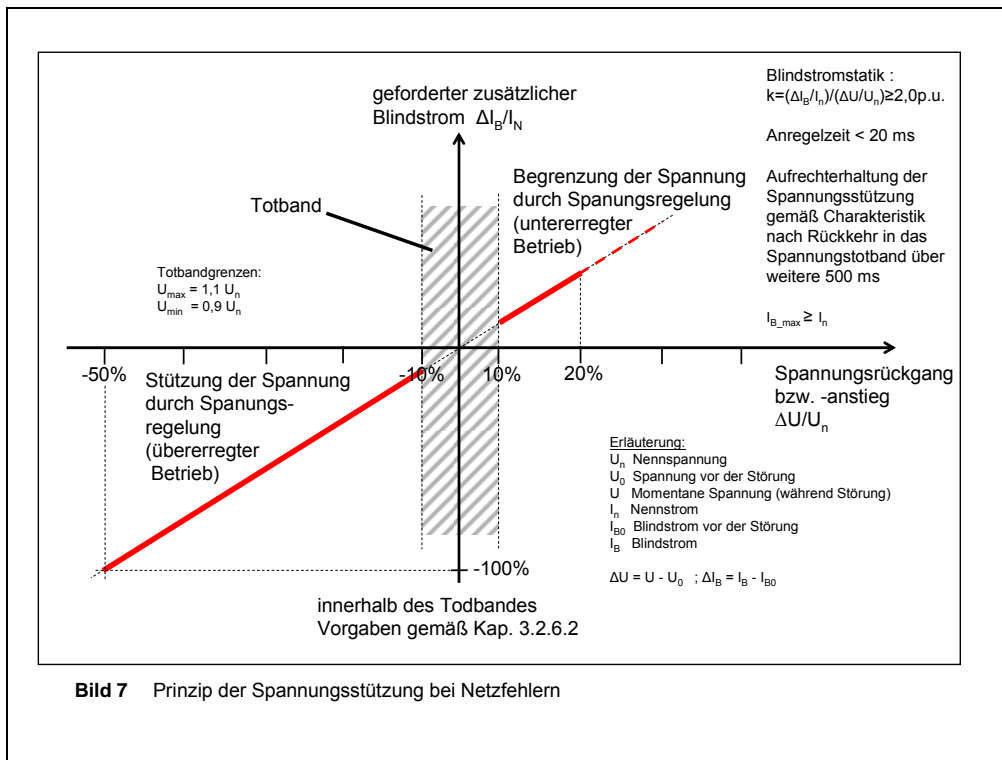 Blindstromstatik :
k=(ΔI_B/I_n)/(ΔU/U_n)≥2,0p.u.
Anregelzeit < 20 ms
Aufrechterhaltung der
Spannungsstützung
gemäß Charakteristik
nach Rückkehr in das
Spannungstotband über
weitere 500 ms
I_B_max ≥ I_n
geforderter zusätzlicher
Blindstrom ΔI_B/I_N
Begrenzung der Spannung
durch Spanungsregelung
(untererregter
Betrieb)
Totband
Totbandgrenzen:
U_max = 1,1 U_n
U_min = 0,9 U_n
-50%
-10%
10%
20%
Stützung der Spannung
durch Spanungs-
regelung
(übererregter
Betrieb)
Spannungsrückgang
bzw. -anstieg
ΔU/U_n
Erläuterung:
U_n Nennspannung
U_0 Spannung vor der Störung
U Momentane Spannung (während Störung)
I_n Nennstrom
I_B0 Blindstrom vor der Störung
I_B Blindstrom
ΔU = U - U_0 ; ΔI_B = I_B - I_B0
-100%
innerhalb des Todbandes
Vorgaben gemäß Kap. 3.2.6.2
Bild 7 Prinzip der Spannungsstützung bei Netzfehlern